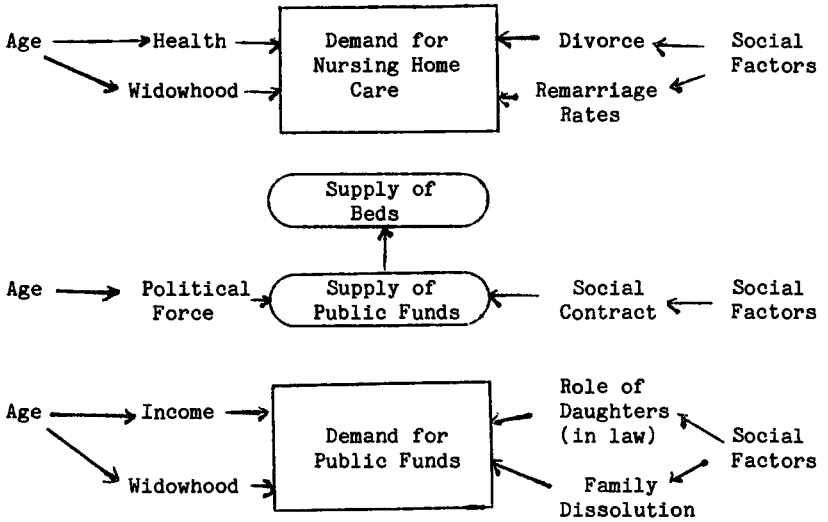 Age
Health
Widowhood
Demand for
Nursing Home
Care
Divorce
Remarriage
Rates
Social
Factors
Supply of
Beds
Age
Political
Force
Supply of
Public Funds
Social
Contract
Social
Factors
Age
Income
Widowhood
Demand for
Public Funds
Role of
Daughters
(in law)
Family
Dissolution
Social
Factors